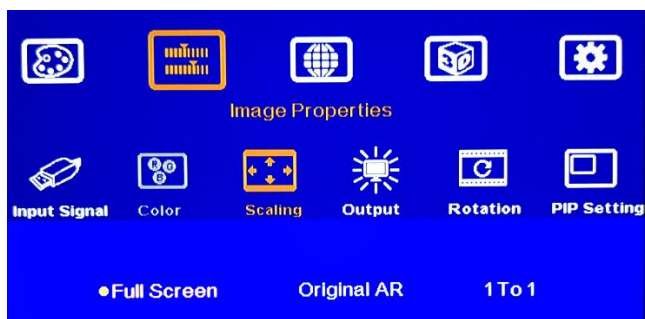 Image Properties
Input Signal Color Scaling Output Rotation PIP Setting
Full Screen Original AR 1 To 1